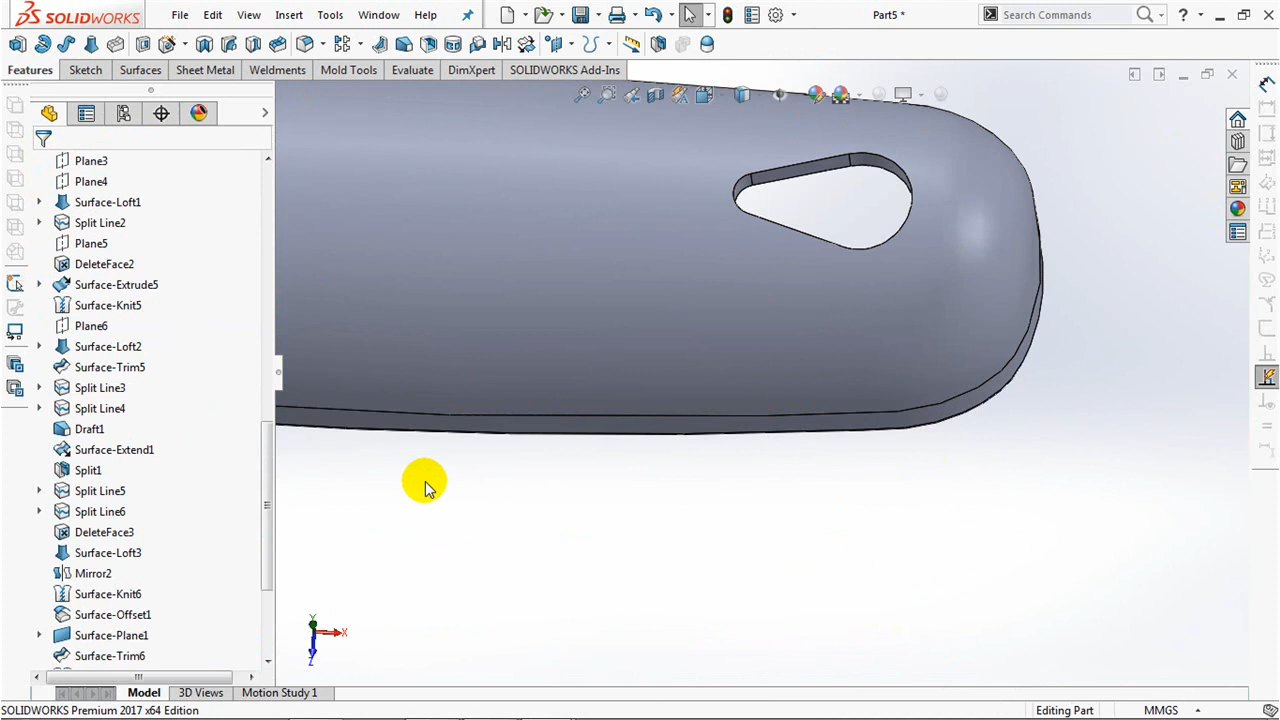 SOLIDWORKS File Edit View Insert Tools Window Help Part5 * Search Commands ?
Features Sketch Surfaces Sheet Metal Weldments Mold Tools Evaluate DimXpert SOLIDWORKS Add-Ins
Plane3
Plane4
Surface-Loft1
Split Line2
Plane5
DeleteFace2
Surface-Extrude5
Surface-Knit5
Plane6
Surface-Loft2
Surface-Trim5
Split Line3
Split Line4
Draft1
Surface-Extend1
Split1
Split Line5
Split Line6
DeleteFace3
Surface-Loft3
Mirror2
Surface-Knit6
Surface-Offset1
Surface-Plane1
Surface-Trim6
Y
X
Z
Model 3D Views Motion Study 1
SOLIDWORKS Premium 2017 x64 Edition Editing Part MMGS